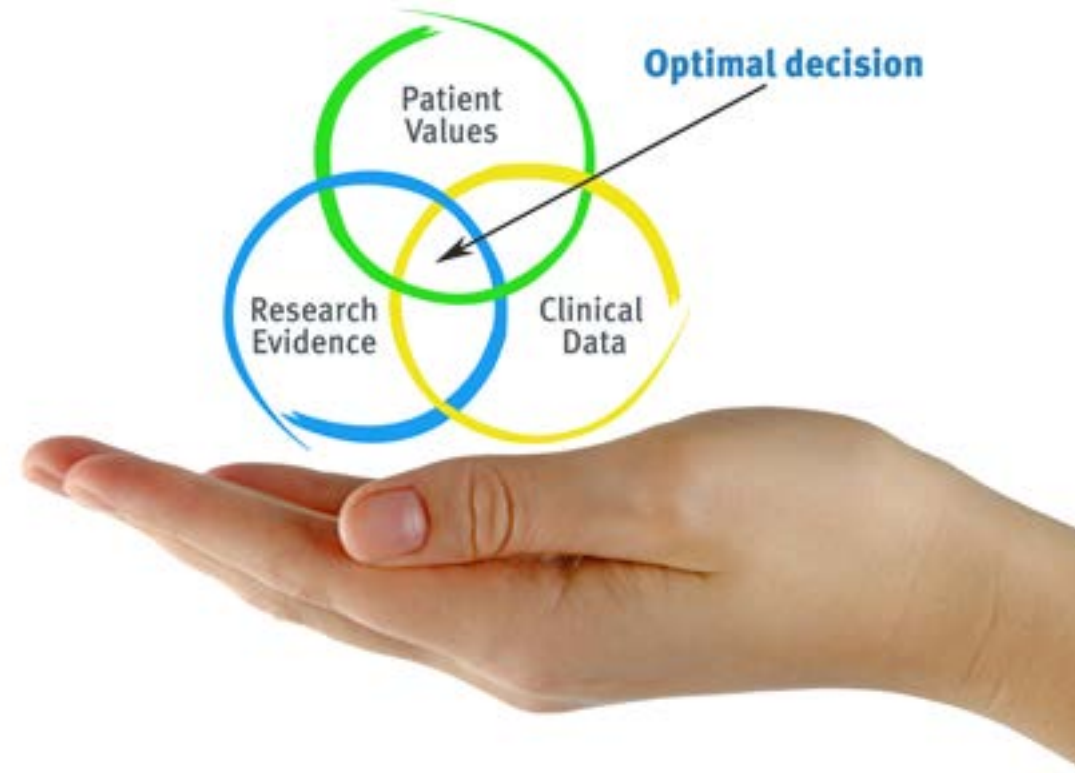 Optimal decision
Patient
Values
Research
Evidence
Clinical
Data